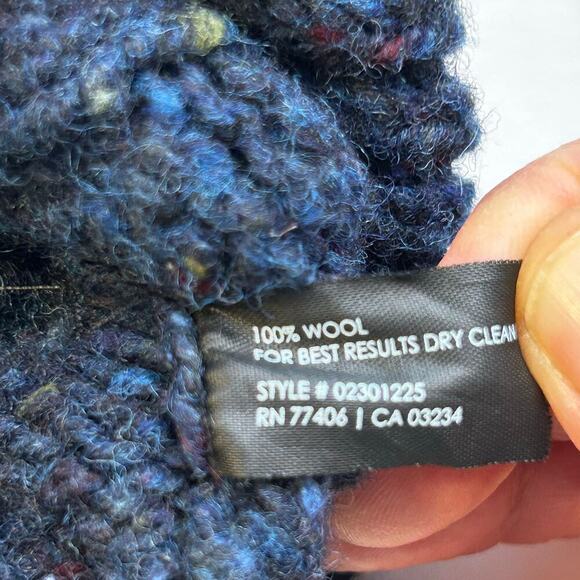 100% WOOL
FOR BEST RESULTS DRY CLEAN
STYLE # 02301225
RN 77406 | CA 03234